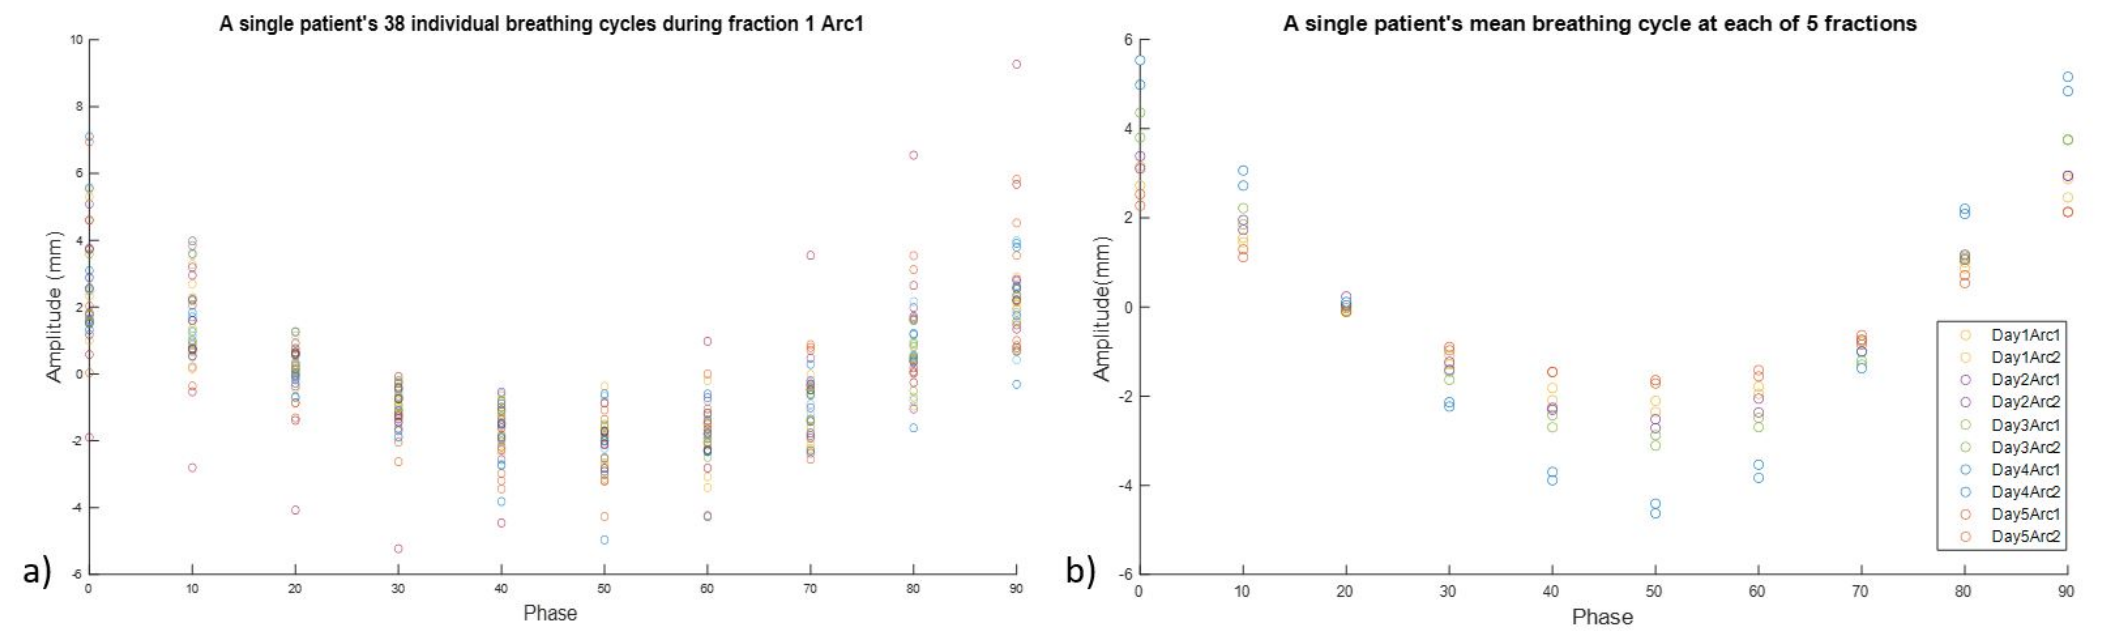 A single patient's 38 individual breathing cycles during fraction 1 Arc1
10
8
6
4
2
0
-2
-4
-6
Amplitude (mm)
0 10 20 30 40 50 60 70 80 90
Phase
a)
A single patient's mean breathing cycle at each of 5 fractions
6
4
2
0
-2
-4
-6
Amplitude(mm)
0 10 20 30 40 50 60 70 80 90
Phase
b)
Day1Arc1
Day1Arc2
Day2Arc1
Day2Arc2
Day3Arc1
Day3Arc2
Day4Arc1
Day4Arc2
Day5Arc1
Day5Arc2